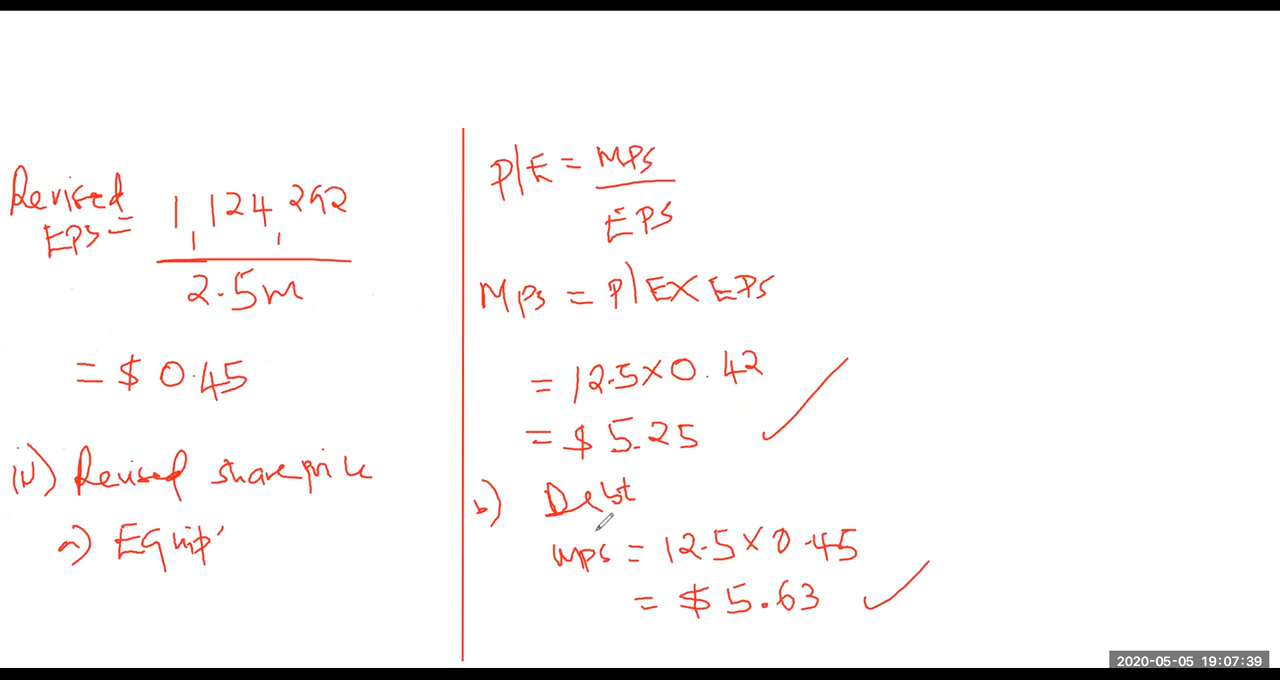 Revised
EPS = 1,124,292
2.5m
= $ 0.45
iv) Revised share price
a) Equity
P/E = MPS
EPS
MPS = P/E X EPS
= 12.5 x 0.42
= $ 5.25
b) Debt
MPS = 12.5 x 0.45
= $ 5.63
2020-05-05 19:07:39